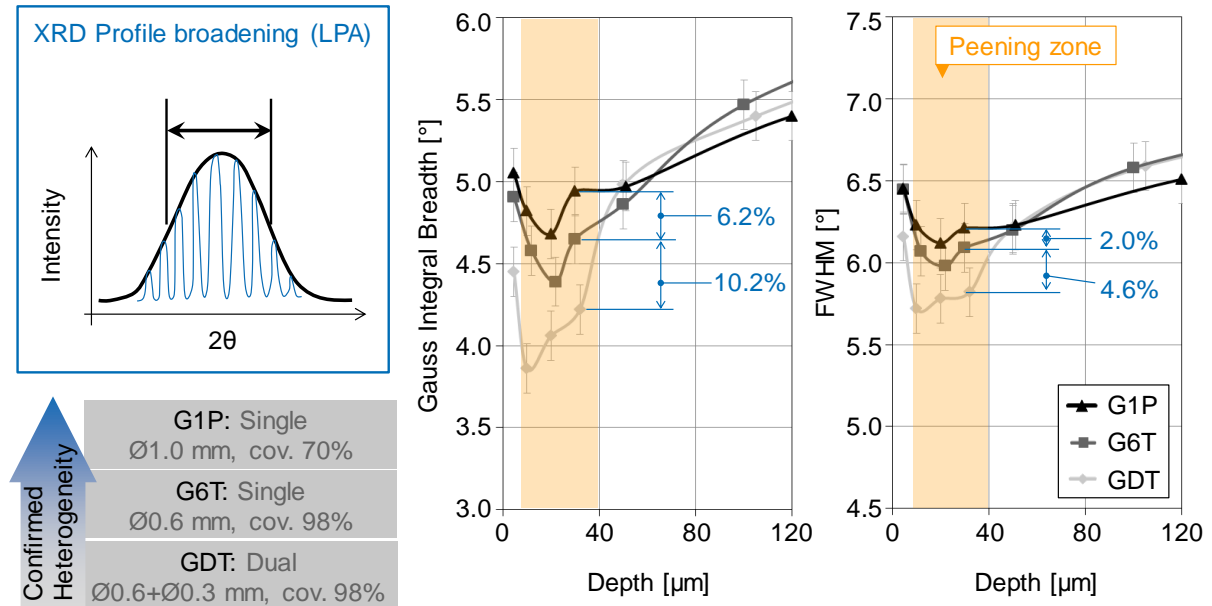 XRD Profile broadening (LPA)
Intensity
2θ
Confirmed
Heterogeneity
G1P: Single
Ø1.0 mm, cov. 70%
G6T: Single
Ø0.6 mm, cov. 98%
GDT: Dual
Ø0.6+Ø0.3 mm, cov. 98%
Gauss Integral Breadth [°]
6.0
5.5
5.0
4.5
4.0
3.5
3.0
0
40
80
120
Depth [µm]
6.2%
10.2%
FWHM [°]
7.5
7.0
6.5
6.0
5.5
5.0
4.5
0
40
80
120
Depth [µm]
Peening zone
2.0%
4.6%
G1P
G6T
GDT